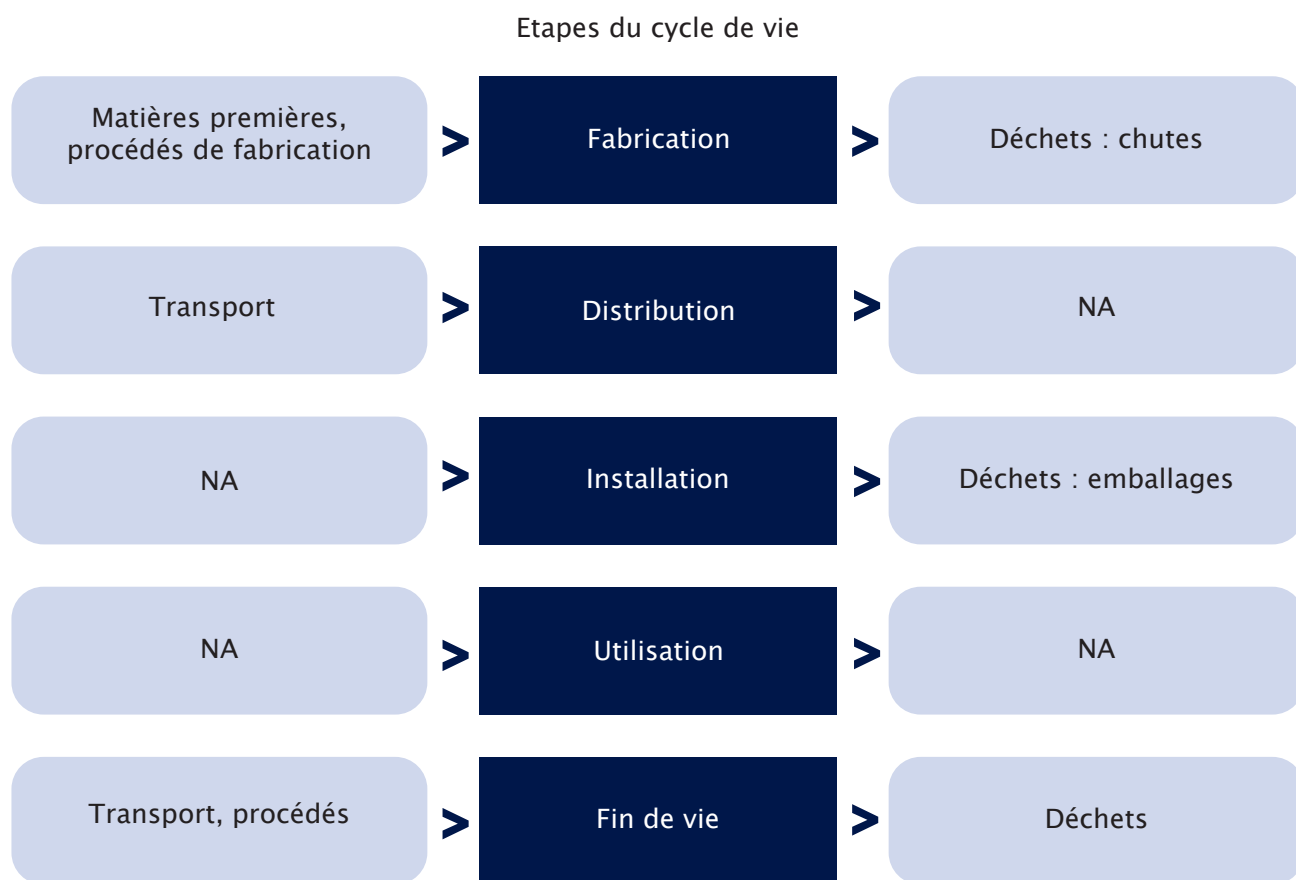 Etapes du cycle de vie
Matières premières,
procédés de fabrication
>
Fabrication
>
Déchets : chutes
Transport
>
Distribution
>
NA
NA
>
Installation
>
Déchets : emballages
NA
>
Utilisation
>
NA
Transport, procédés
>
Fin de vie
>
Déchets